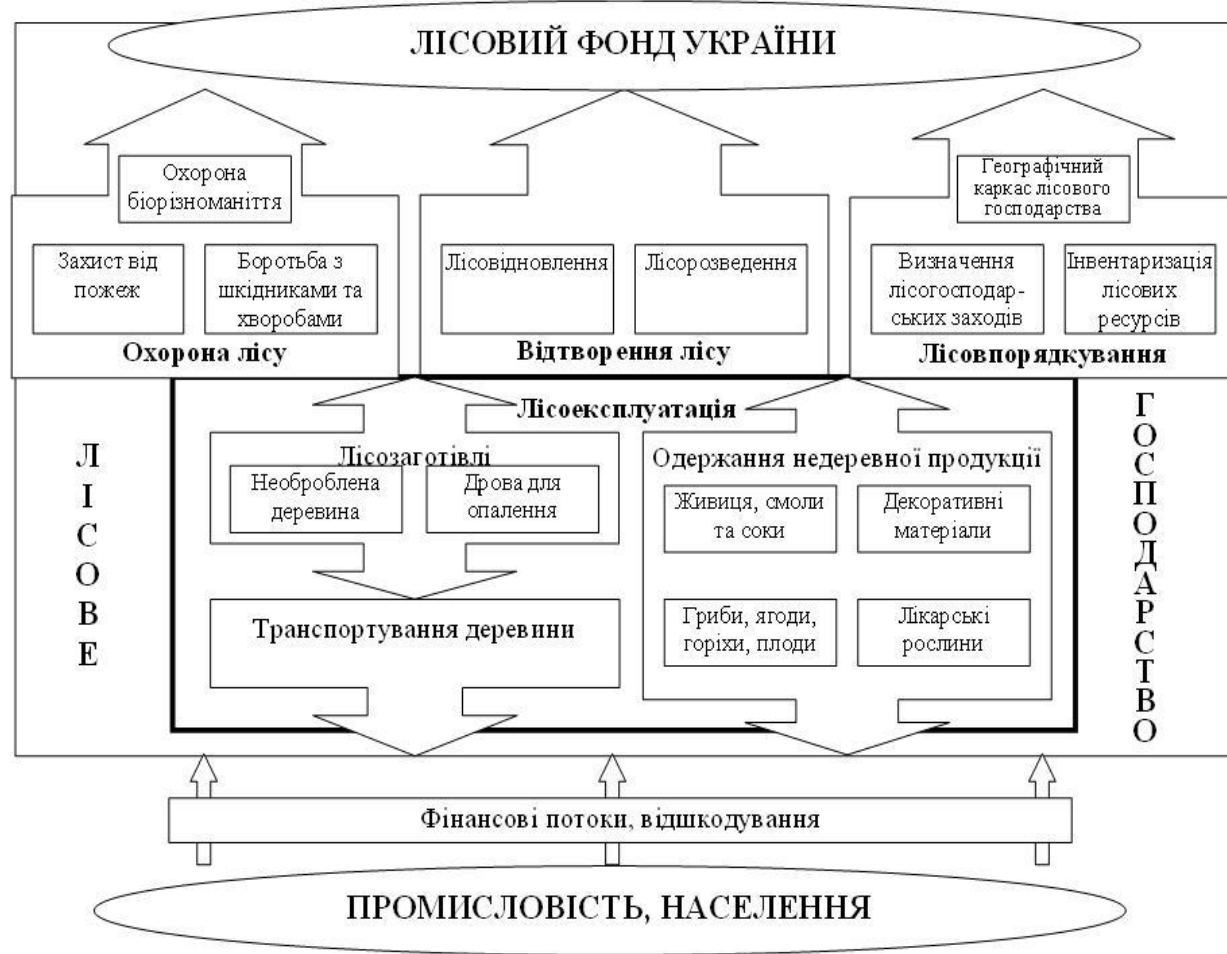 ЛІСОВИЙ ФОНД УКРАЇНИ
Охорона
біорізноманіття
Захист від
пожеж
Боротьба з
шкідниками та
хворобами
Охорона лісу
Лісовідновлення
Лісорозведення
Відтворення лісу
Географічний
каркас лісового
господарства
Визначення
лісогосподар-
ських заходів
Інвентаризація
лісових
ресурсів
Лісовпорядкування
ЛІСОВЕ
Лісоексплуатація
Лісозаготівлі
Необроблена
деревина
Дрова для
опалення
Транспортування деревини
Одержання недеревної продукції
Живиця, смоли
та соки
Декоративні
матеріали
Гриби, ягоди,
горіхи, плоди
Лікарські
рослини
ГОСПОДАРСТВО
Фінансові потоки, відшкодування
ПРОМИСЛОВІСТЬ, НАСЕЛЕННЯ